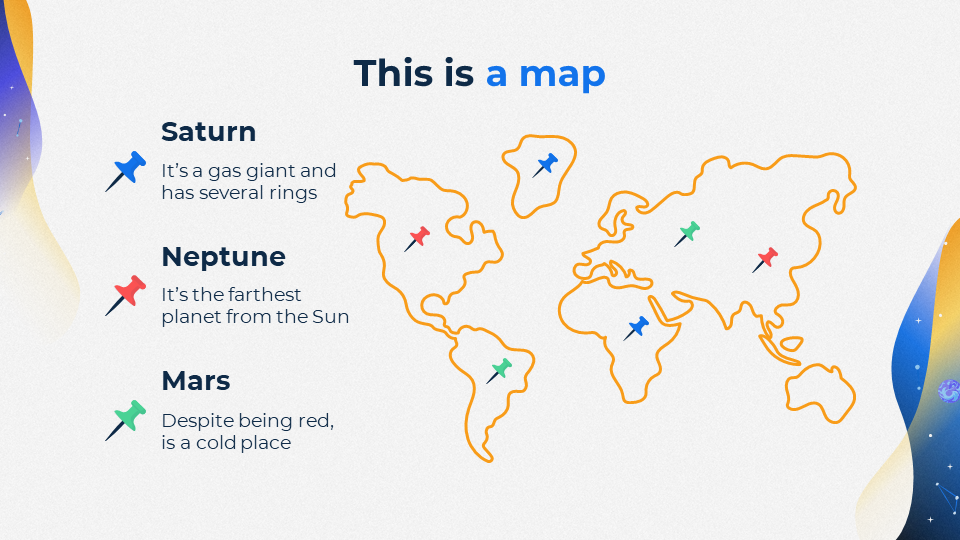 This is a map
Saturn
It’s a gas giant and
has several rings
Neptune
It’s the farthest
planet from the Sun
Mars
Despite being red,
is a cold place